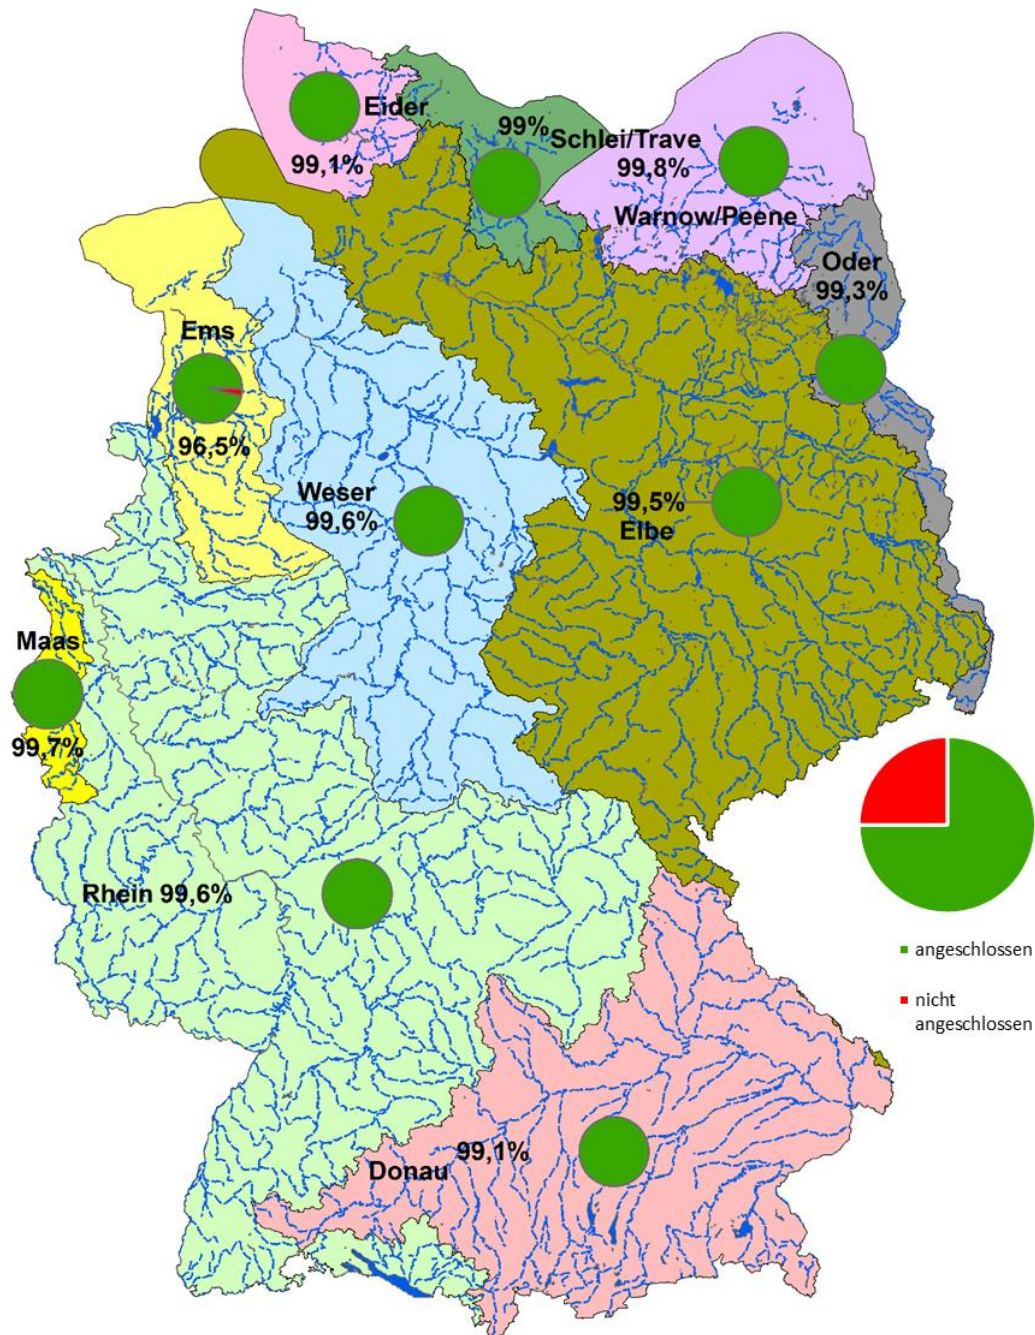 Eider
99,1%
99%
Schlei/Trave
99,8%
Warnow/Peene
Oder
99,3%
Ems
96,5%
Weser
99,6%
99,5%
Elbe
Maas
99,7%
Rhein 99,6%
Donau
99,1%
angeschlossen
nicht
angeschlossen